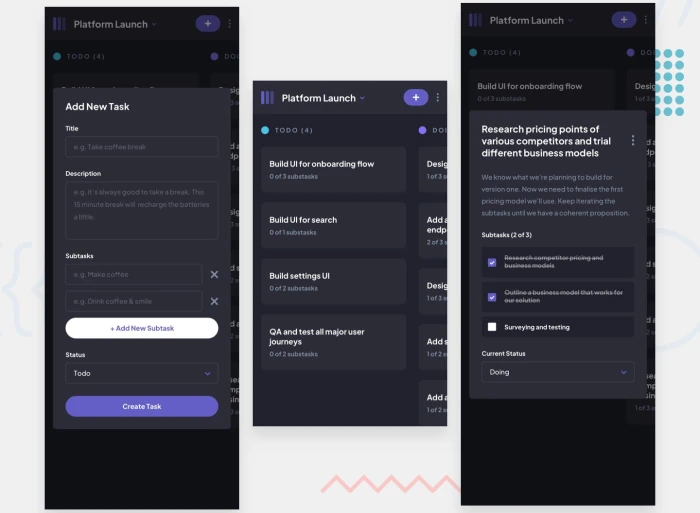 Platform Launch
TODO (4)
Add New Task
Title
e.g. Take coffee break
Description
e.g. it's always good to take a break. This
15 minute break will recharge the batteries
a little.
Subtasks
e.g. Make coffee
e.g. Drink coffee & smile
+ Add New Subtask
Status
Todo
Create Task
Platform Launch
TODO (4)
DOI
Build UI for onboarding flow
0 of 3 substasks
Build UI for search
0 of 1 substasks
Build settings UI
0 of 2 substasks
QA and test all major user
journeys
0 of 2 substasks
Desig
1 of 3 s
Add a
endp
2 of 3 s
Desig
1 of 3 s
Add s
1 of 2 s
Add a
1 of 2 s
Platform Launch
TODO (4)
Build UI for onboarding flow
0 of 3 substasks
Desig
1 of 3 s
Research pricing points of
various competitors and trial
different business models
We know what we're planning to build for
version one. Now we need to finalise the first
pricing model we'll use. Keep iterating the
subtasks until we have a coherent proposition.
Subtasks (2 of 3)
Research competitor pricing and
business models
Outline a business model that works for
our solution
Surveying and testing
Current Status
Doing
1 of 3 s